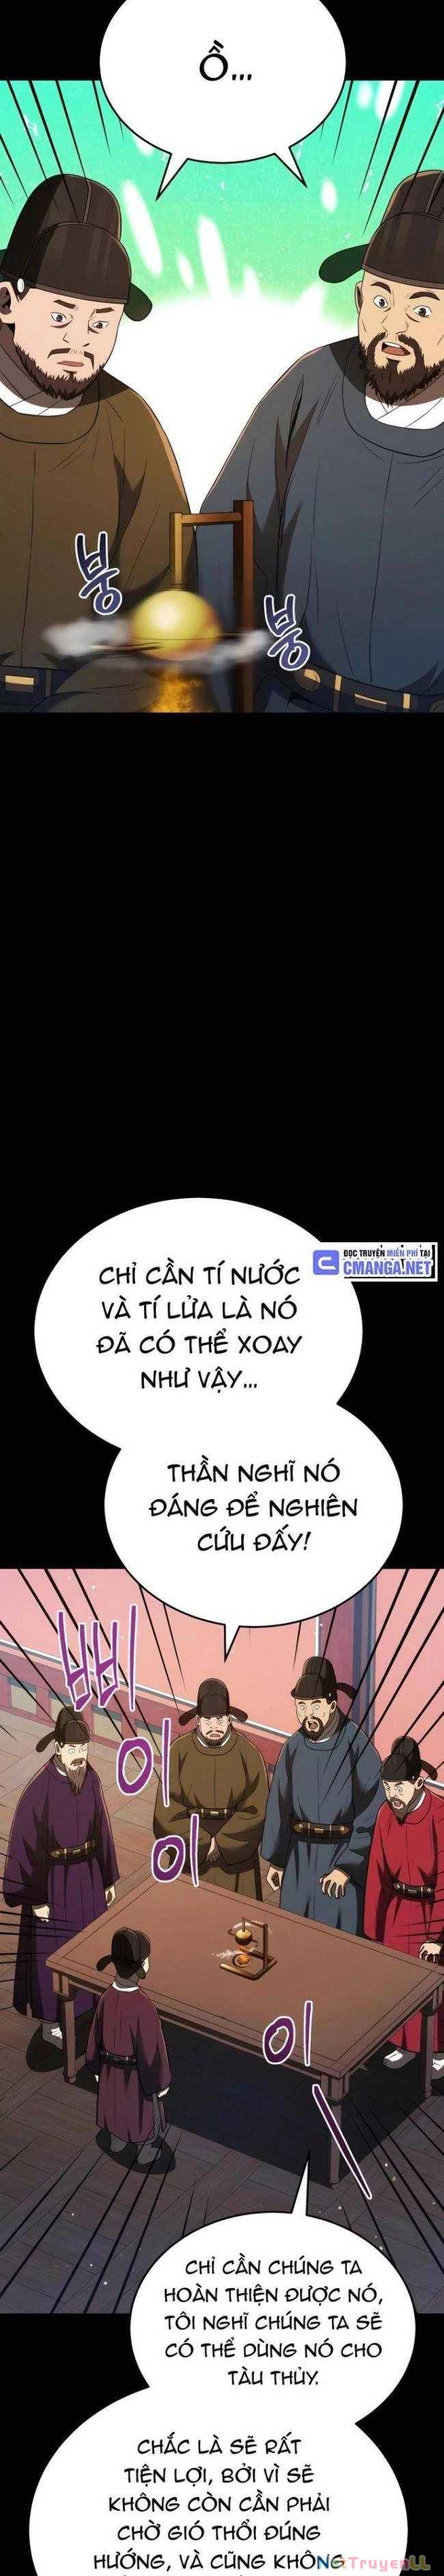 Ồ...
붕
붕
CHỈ CẦN TÍ NƯỚC
VÀ TÍ LỬA LÀ NÓ
ĐÃ CÓ THỂ XOAY
NHƯ VẬY...
ĐỌC TRUYỆN MIỄN PHÍ TẠI
CMANGA.NET
THẦN NGHĨ NÓ
ĐÁNG ĐỂ NGHIÊN
CỨU ĐẤY!
삐
이
이
이
CHỈ CẦN CHÚNG TA
HOÀN THIỆN ĐƯỢC NÓ,
TÔI NGHĨ CHÚNG TA SẼ
CÓ THỂ DÙNG NÓ CHO
TÀU THỦY.
CHẮC LÀ SẼ RẤT
TIỆN LỢI, BỞI VÌ SẼ
KHÔNG CÒN CẦN PHẢI
CHỜ GIÓ THỔI ĐÚNG
HƯỚNG, VÀ CŨNG KHÔNG
NetTruyenLL